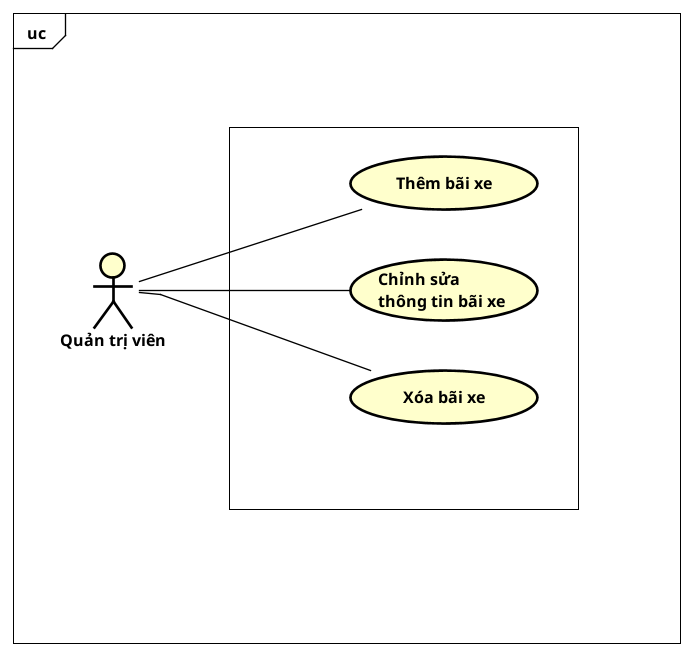 uc
Thêm bãi xe
Chỉnh sửa
thông tin bãi xe
Quản trị viên
Xóa bãi xe